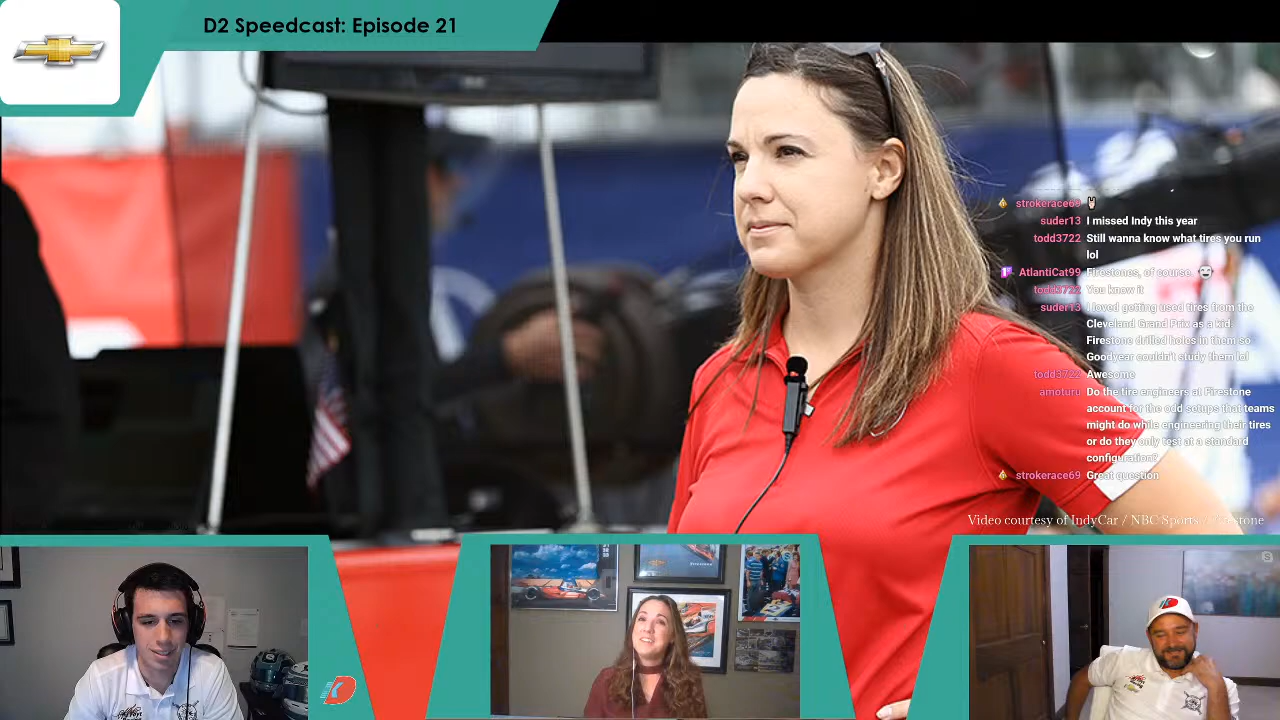 D2 Speedcast: Episode 21
strokerace69
suder13 I missed Indy this year
todd3722 Still wanna know what tires you run
lol
AtlantiCat99 Firestones, of course.
todd3722 You know it
suder13 I loved getting used tires from the
Cleveland Grand Prix as a kid
Firestone drilled holes in them so
Goodyear couldn't study them lol
todd3722 Awesome
amoturu Do the tire engineers at Firestone
account for the odd setups that teams
might do while engineering their tires
or do they only test at a standard
configuration?
strokerace69 Great question
Video courtesy of IndyCar / NBC Sports / Firestone